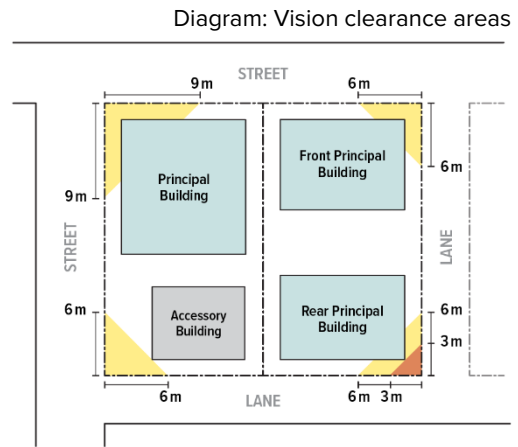 Diagram: Vision clearance areas
STREET
9m
6m
Principal
Building
Front Principal
Building
6m
9m
STREET
LANE
6m
Accessory
Building
Rear Principal
Building
6m
3m
6m
LANE
6m
3m